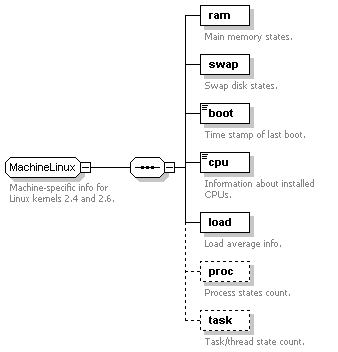 ram
Main memory states.
swap
Swap disk states.
boot
Time stamp of last boot.
MachineLinux
Machine-specific info for
Linux kernels 2.4 and 2.6.
cpu
Information about installed
CPUs.
load
Load average info.
proc
Process states count.
task
Task/thread state count.